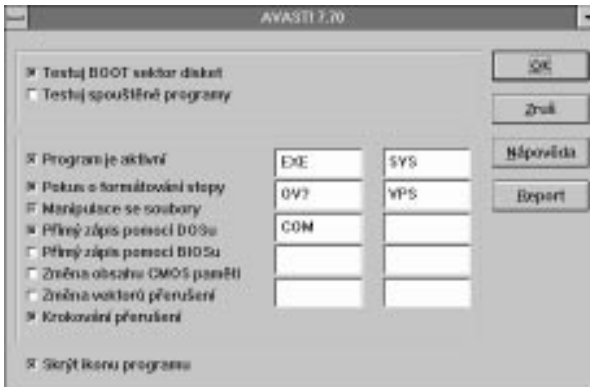 AVAST! 7.70
Testuj BOOT sektor disket
Testuj spouštěné programy
OK
Zruš
Nápověda
Report
Program je aktivní
Pokus o formátování stopy
Manipulace se soubory
Přímý zápis pomocí DOSu
Přímý zápis pomocí BIOSu
Změna obsahu CMOS paměti
Změna vektorů přerušení
Krokování přerušení
EXE SYS
OV? VPS
COM
Skrýt ikonu programu